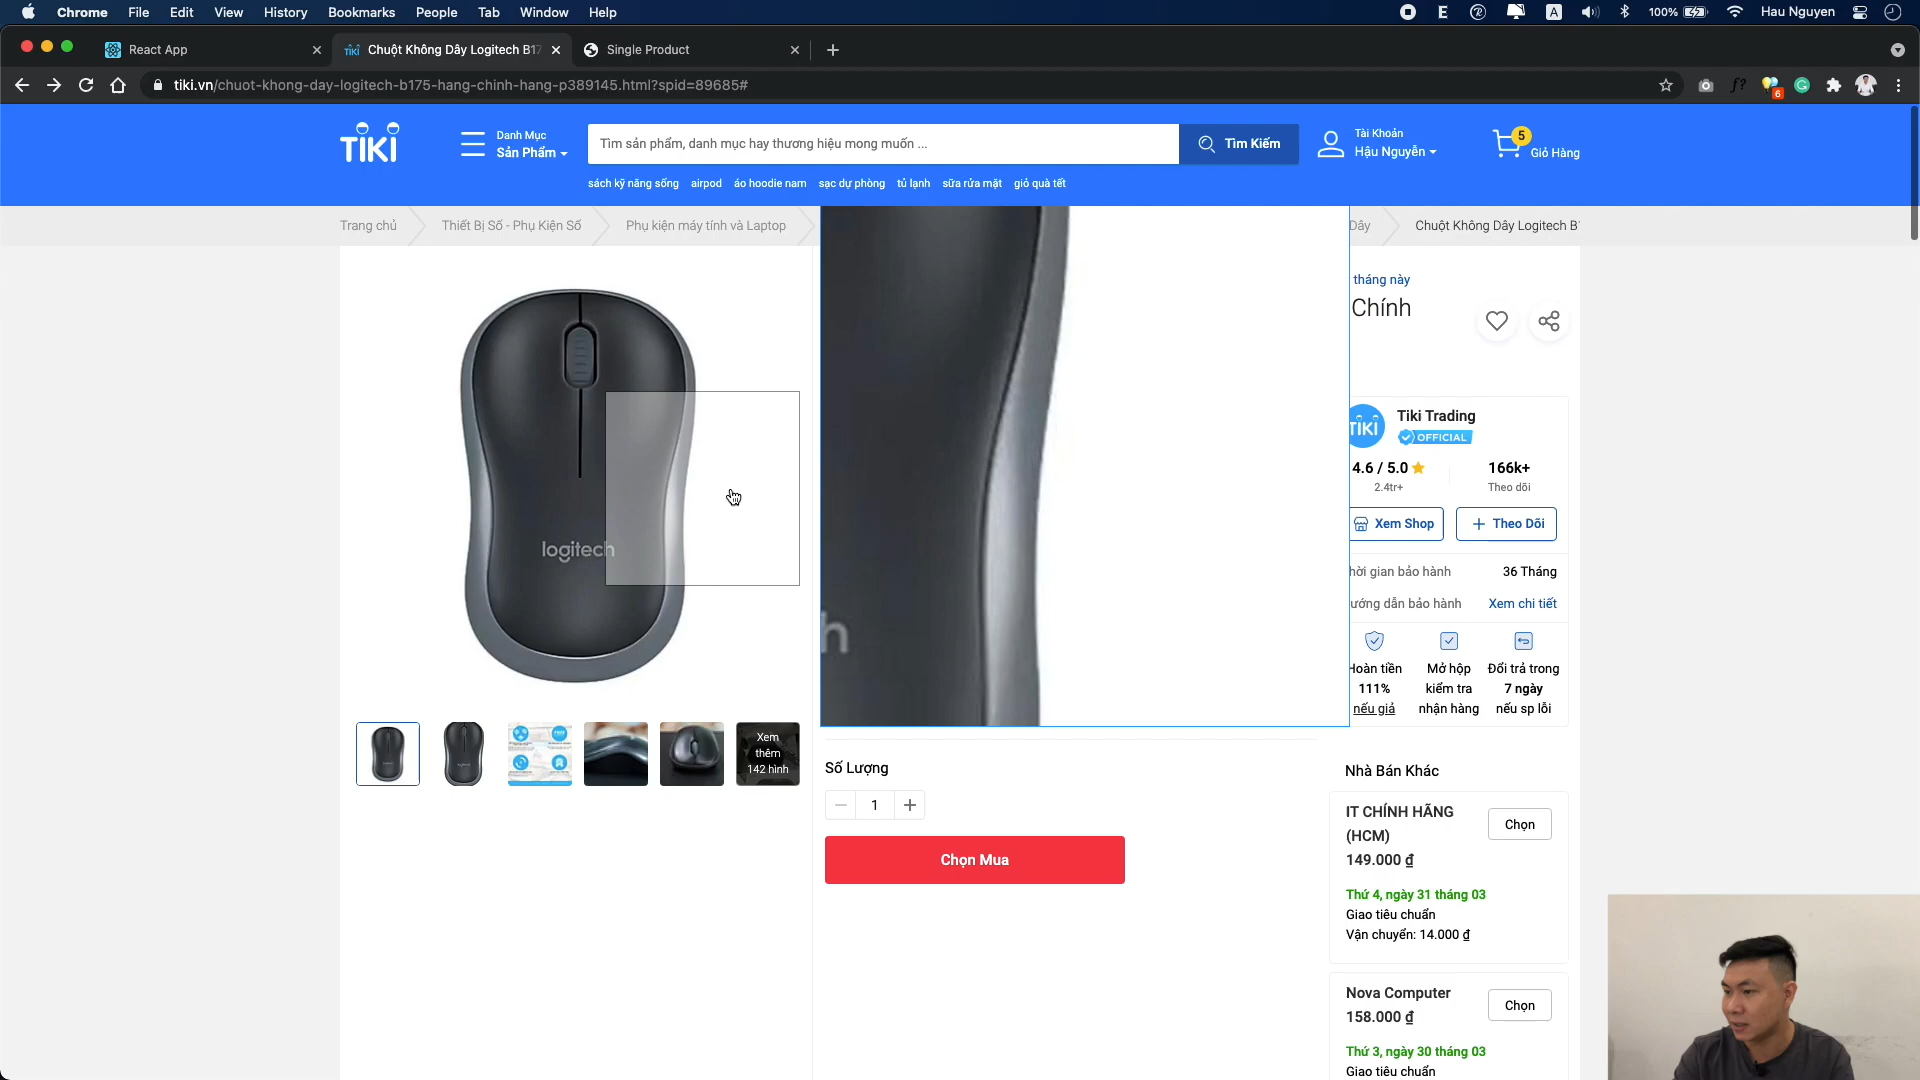 Chrome File Edit View History Bookmarks People Tab Window Help
100% Hau Nguyen
React App
Chuột Không Dây Logitech B17
Single Product
tiki.vn/chuot-khong-day-logitech-b175-hang-chinh-hang-p389145.html?spid=89685#
6
TIKI
Danh Mục
Sản Phẩm
Tìm sản phẩm, danh mục hay thương hiệu mong muốn ...
Tìm Kiếm
Tài Khoản
Hậu Nguyễn
5
Giỏ Hàng
sách kỹ năng sống airpod áo hoodie nam sạc dự phòng tủ lạnh sữa rửa mặt giỏ quà tết
Trang chủ
Thiết Bị Số - Phụ Kiện Số
Phụ kiện máy tính và Laptop
Dây
Chuột Không Dây Logitech B
tháng này
Chính
logitech
h
TIKI
Tiki Trading
OFFICIAL
4.6 / 5.0
2.4tr+
166k+
Theo dõi
Xem Shop
Theo Dõi
hời gian bảo hành
36 Tháng
ướng dẫn bảo hành
Xem chi tiết
Hoàn tiền
111%
nếu giả
Mở hộp
kiểm tra
nhận hàng
Đổi trả trong
7 ngày
nếu sp lỗi
Xem
thêm
142 hình
Số Lượng
1
Chọn Mua
Nhà Bán Khác
IT CHÍNH HÃNG
(HCM)
149.000 ₫
Chọn
Thứ 4, ngày 31 tháng 03
Giao tiêu chuẩn
Vận chuyển: 14.000 ₫
Nova Computer
158.000 ₫
Chọn
Thứ 3, ngày 30 tháng 03
Giao tiêu chuẩn